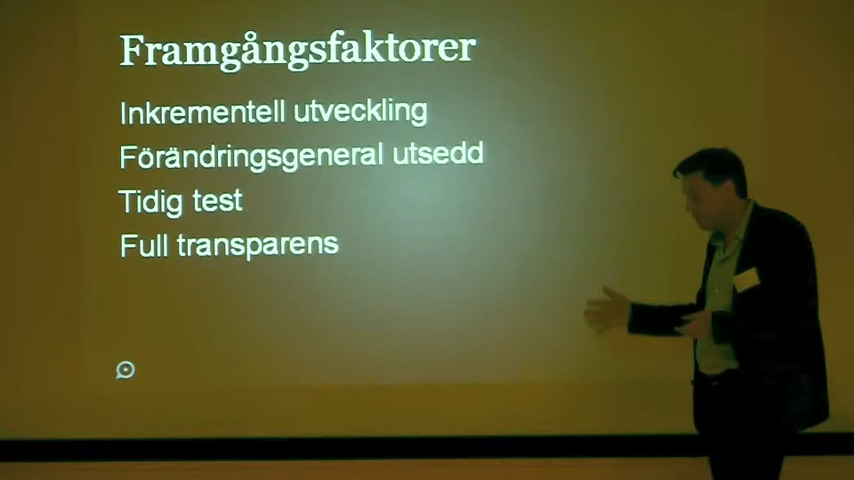 Framgångsfaktorer
Inkrementell utveckling
Förändringsgeneral utsedd
Tidig test
Full transparens